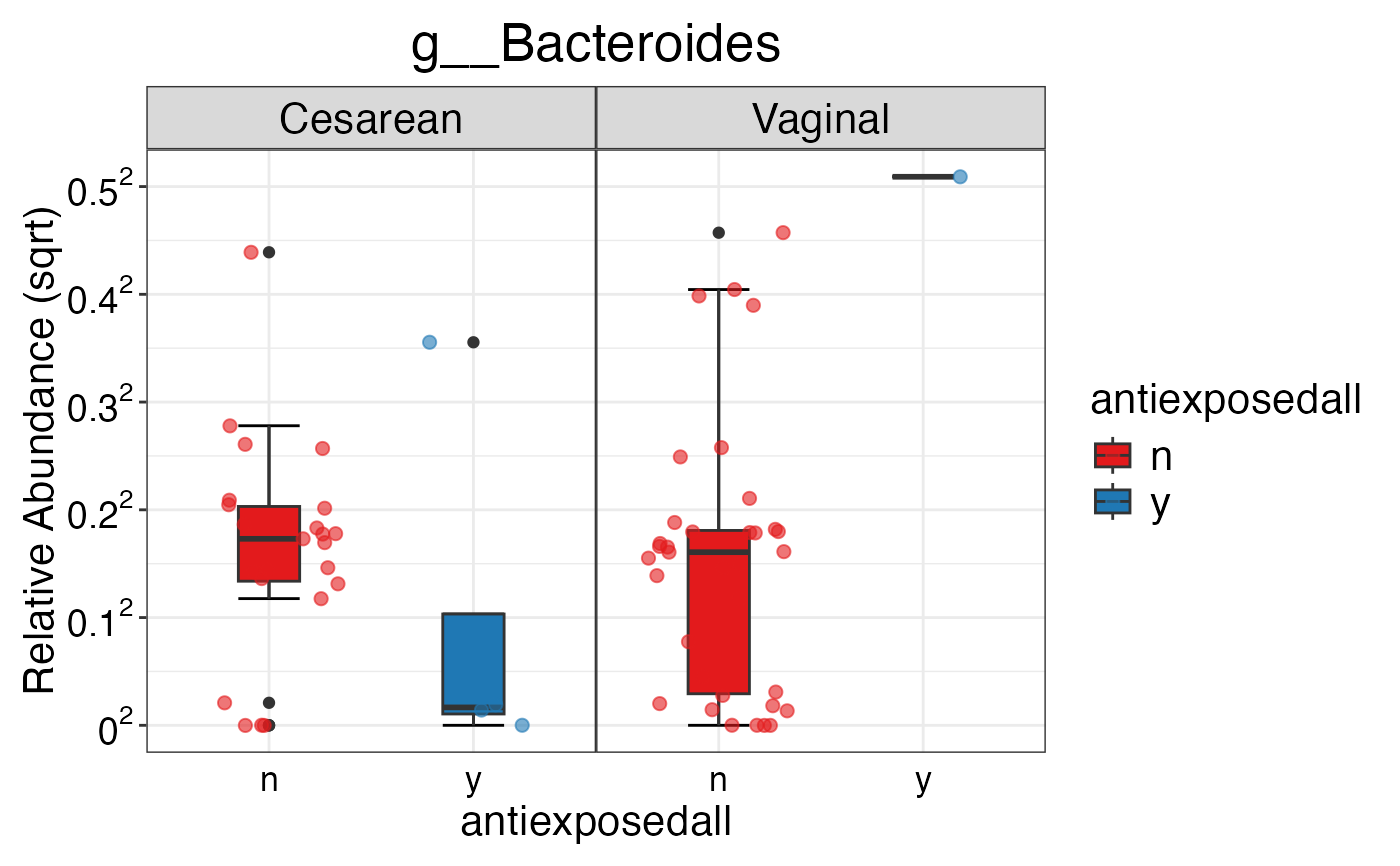 g__Bacteroides
Cesarean
Vaginal
Relative Abundance (sqrt)
0.5²
0.4²
0.3²
0.2²
0.1²
0²
n
y
n
y
antiexposedall
antiexposedall
n
y